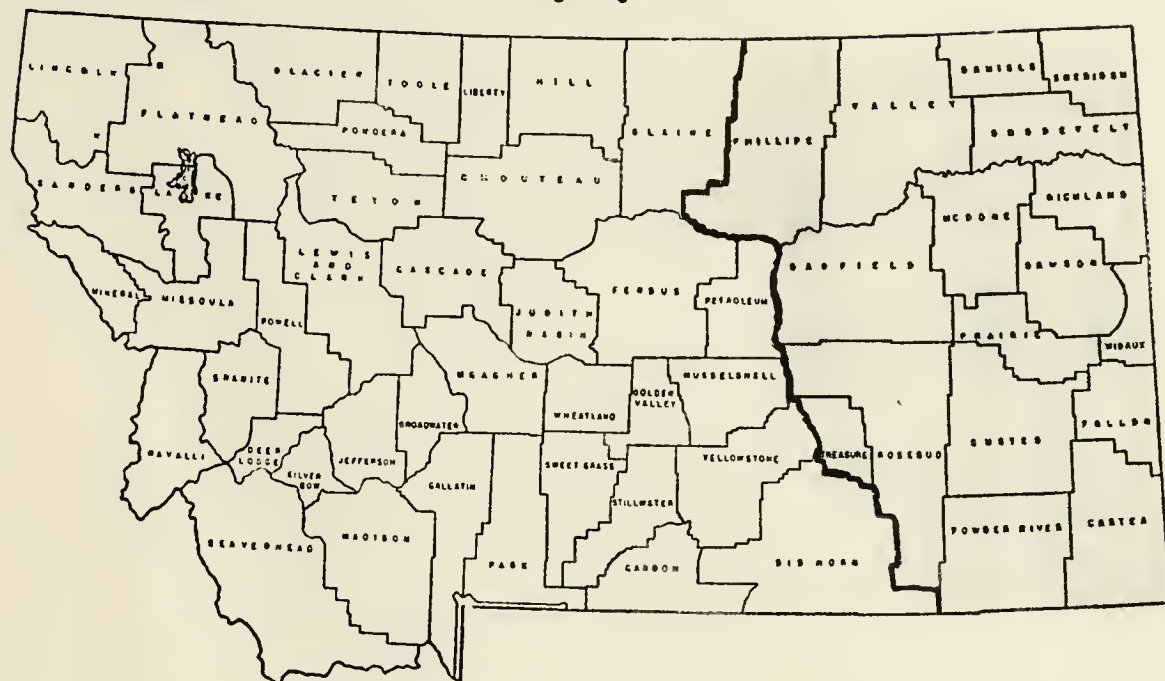 LINCOLN
GLACIER
TOOLE
LIBERTY
HILL
BLAINE
PHILLIPS
VALLEY
DANIELS
SHERIDAN
FLATHEAD
PONDERA
ROOSEVELT
SANDERS
LAKE
TETON
CHOUTEAU
MCCONE
RICHLAND
LEWIS
AND
CLARK
CASCADE
FERGUS
PETROLEUM
GARFIELD
DAWSON
MINERAL
MISSOULA
POWELL
JUDITH
BASIN
PRAIRIE
WIBAUX
GRANITE
MEAGHER
WHEATLAND
GOLDEN
VALLEY
MUSSELSHELL
BROADWATER
CUSTER
FALLON
RAVALLI
DEER
LODGE
SILVER
BOW
JEFFERSON
GALLATIN
SWEET GRASS
STILLWATER
YELLOWSTONE
TREASURE
ROSEBUD
BEAVERHEAD
MADISON
PARK
CARBON
BIG HORN
POWDER RIVER
CARTER